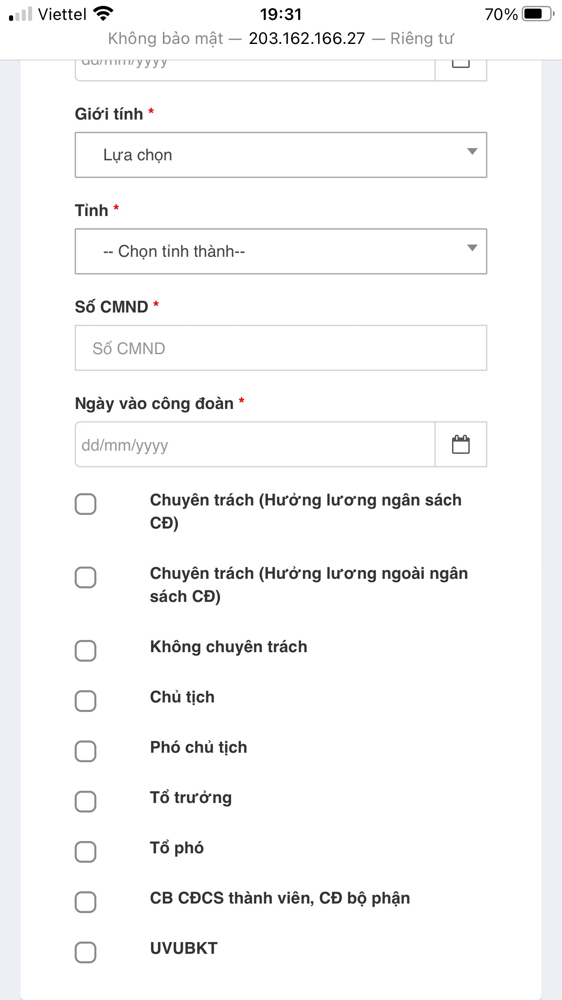 Viettel 19:31 70%
Không bảo mật — 203.162.166.27 — Riêng tư
dd/mm/yyyy
Giới tính *
Lựa chọn
Tỉnh *
-- Chọn tỉnh thành--
Số CMND *
Số CMND
Ngày vào công đoàn *
dd/mm/yyyy
Chuyên trách (Hưởng lương ngân sách
CĐ)
Chuyên trách (Hưởng lương ngoài ngân
sách CĐ)
Không chuyên trách
Chủ tịch
Phó chủ tịch
Tổ trưởng
Tổ phó
CB CĐCS thành viên, CĐ bộ phận
UVUBKT